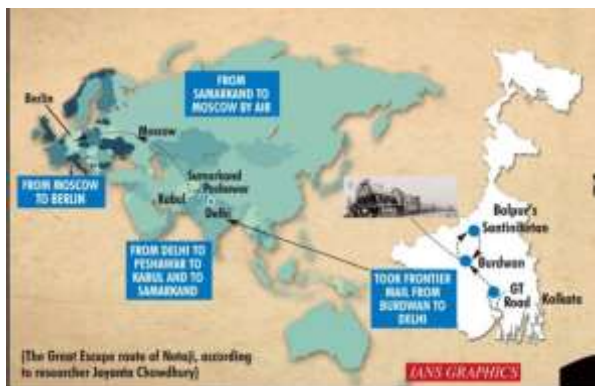 FROM
SAMARKAND TO
MOSCOW BY AIR
Berlin
Moscow
Samarkand
Peshawar
Kabul
Delhi
FROM MOSCOW
TO BERLIN
FROM DELHI TO
PESHAWAR TO
KABUL AND TO
SAMARKAND
TOOK FRONTIER
MAIL FROM
BURDWAN TO
DELHI
Bolpur's
Santiniketan
Burdwan
GT
Road
Kolkata
(The Great Escape route of Netaji, according
to researcher Jayanta Chowdhury)
IANS GRAPHICS